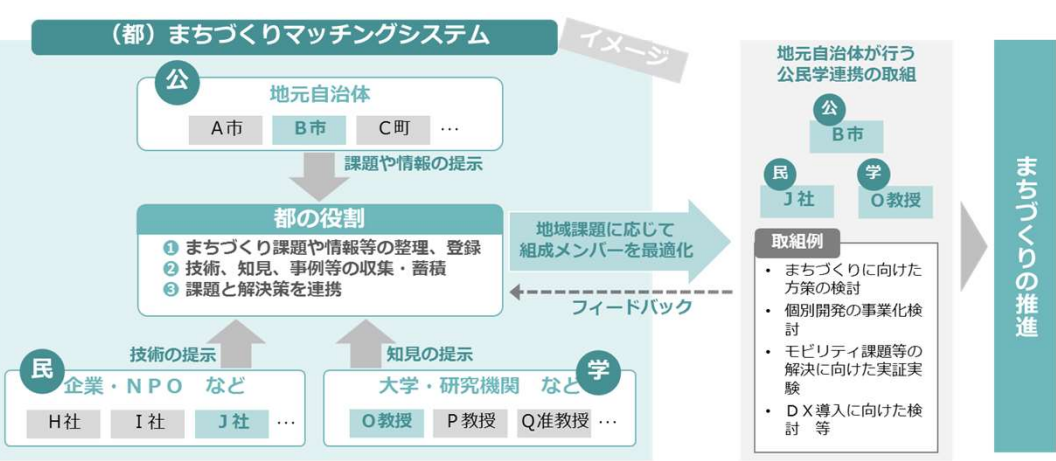 （都）まちづくりマッチングシステム
イメージ
公
地元自治体
A市
B市
C町
…
課題や情報の提示
都の役割
❶ まちづくり課題や情報等の整理、登録
❷ 技術、知見、事例等の収集・蓄積
❸ 課題と解決策を連携
技術の提示
知見の提示
民
企業・ＮＰＯ　など
H社
I社
J社
…
学
大学・研究機関　など
O教授
P教授
Q准教授
…
地域課題に応じて
組成メンバーを最適化
フィードバック
地元自治体が行う
公民学連携の取組
公
B市
民
J社
学
O教授
取組例
• まちづくりに向けた
方策の検討
• 個別開発の事業化検
討
• モビリティ課題等の
解決に向けた実証実
験
• ＤＸ導入に向けた検
討　等
まちづくりの推進